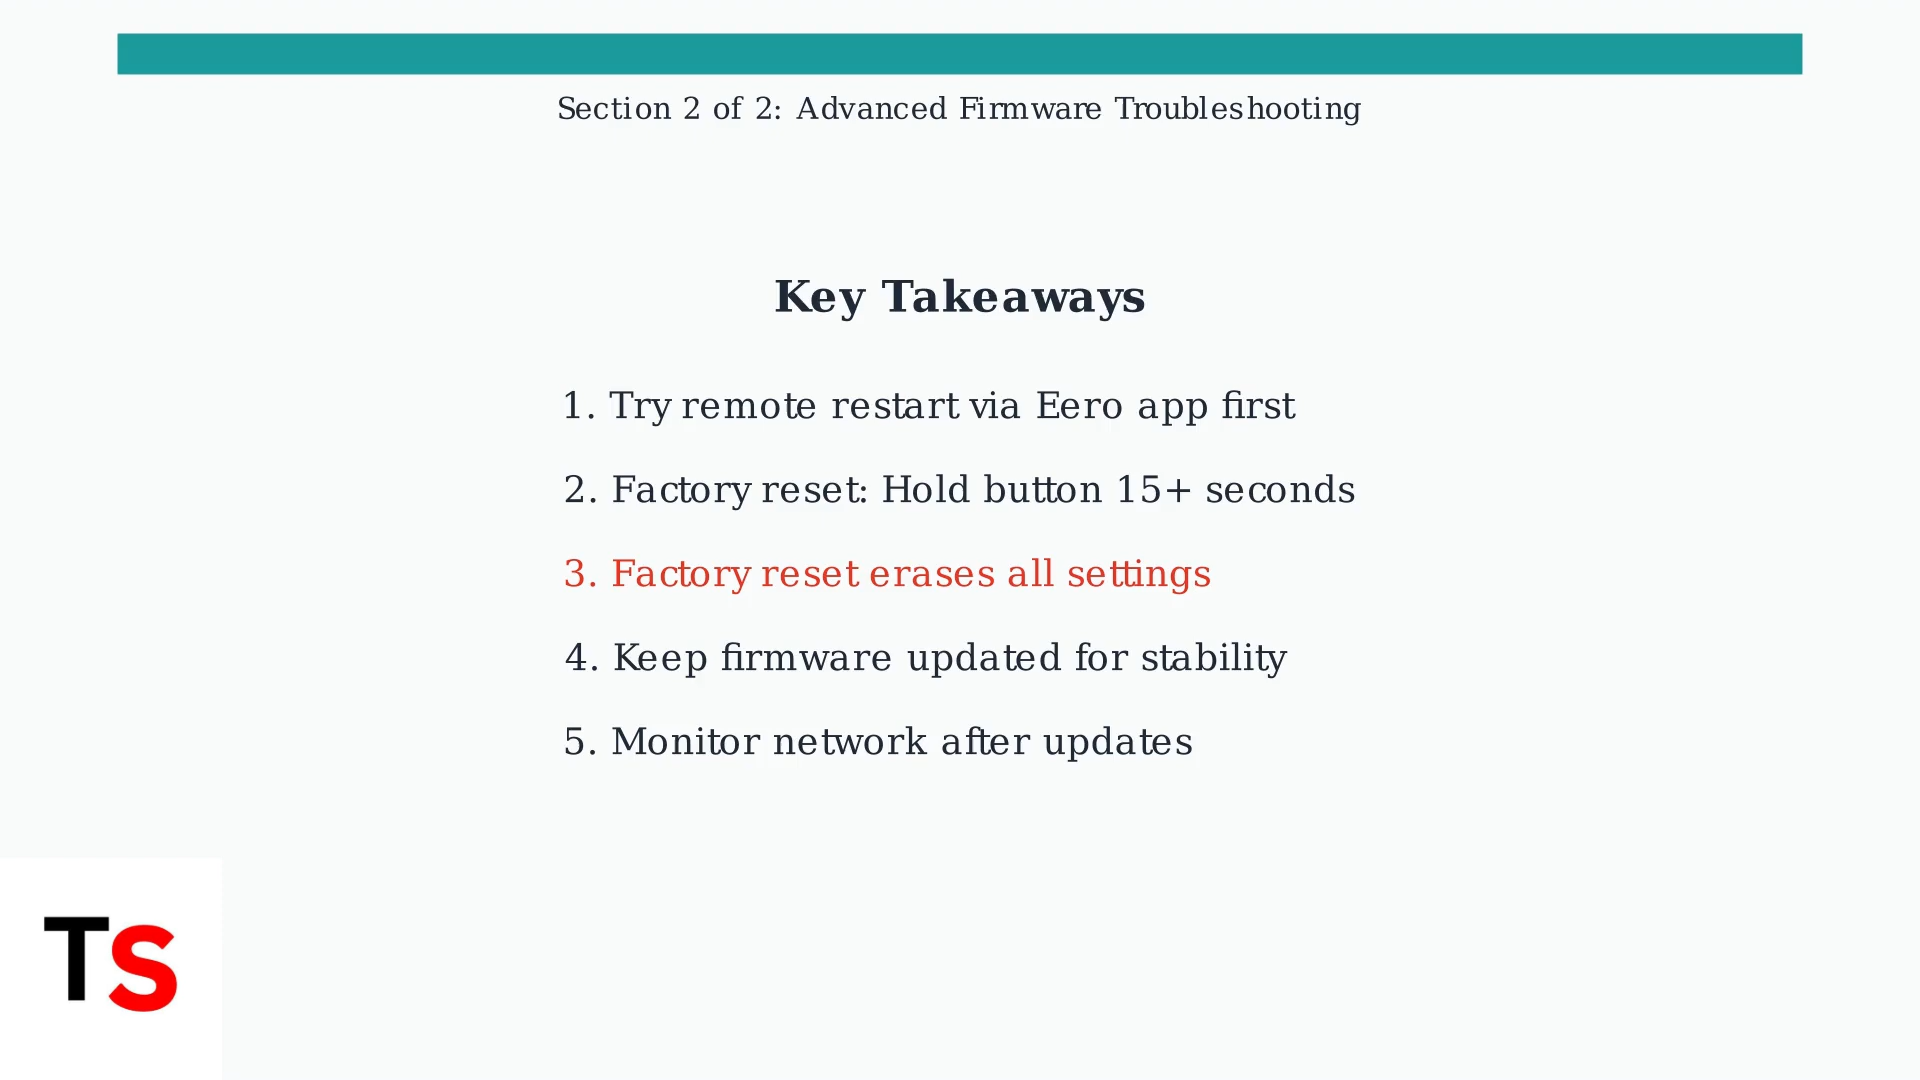 Section 2 of 2: Advanced Firmware Troubleshooting
Key Takeaways
1. Try remote restart via Eero app first
2. Factory reset: Hold button 15+ seconds
3. Factory reset erases all settings
4. Keep firmware updated for stability
5. Monitor network after updates
TS